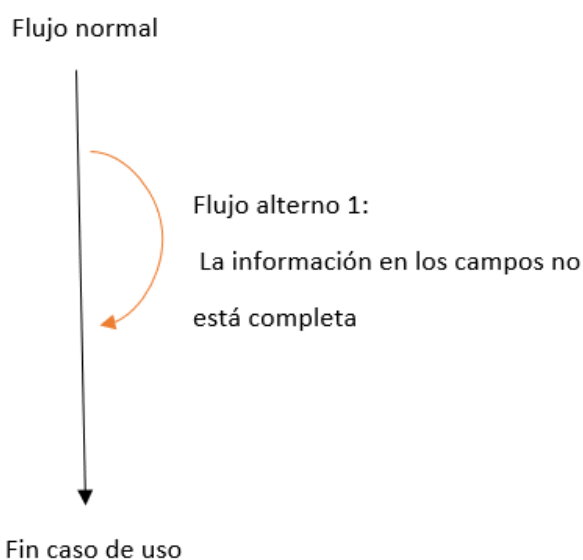 Flujo normal
Flujo alterno 1:
La información en los campos no
está completa
Fin caso de uso